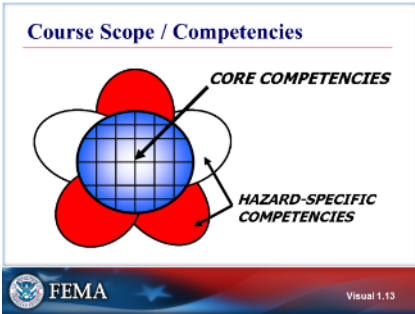 Course Scope / Competencies
CORE COMPETENCIES
HAZARD-SPECIFIC
COMPETENCIES
FEMA
Visual 1.13